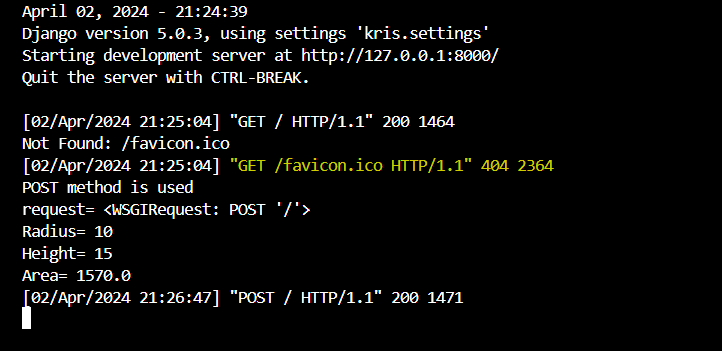 April 02, 2024 - 21:24:39
Django version 5.0.3, using settings 'kris.settings'
Starting development server at http://127.0.0.1:8000/
Quit the server with CTRL-BREAK.
[02/Apr/2024 21:25:04] "GET / HTTP/1.1" 200 1464
Not Found: /favicon.ico
[02/Apr/2024 21:25:04] "GET /favicon.ico HTTP/1.1" 404 2364
POST method is used
request= <WSGIRequest: POST '/'>
Radius= 10
Height= 15
Area= 1570.0
[02/Apr/2024 21:26:47] "POST / HTTP/1.1" 200 1471